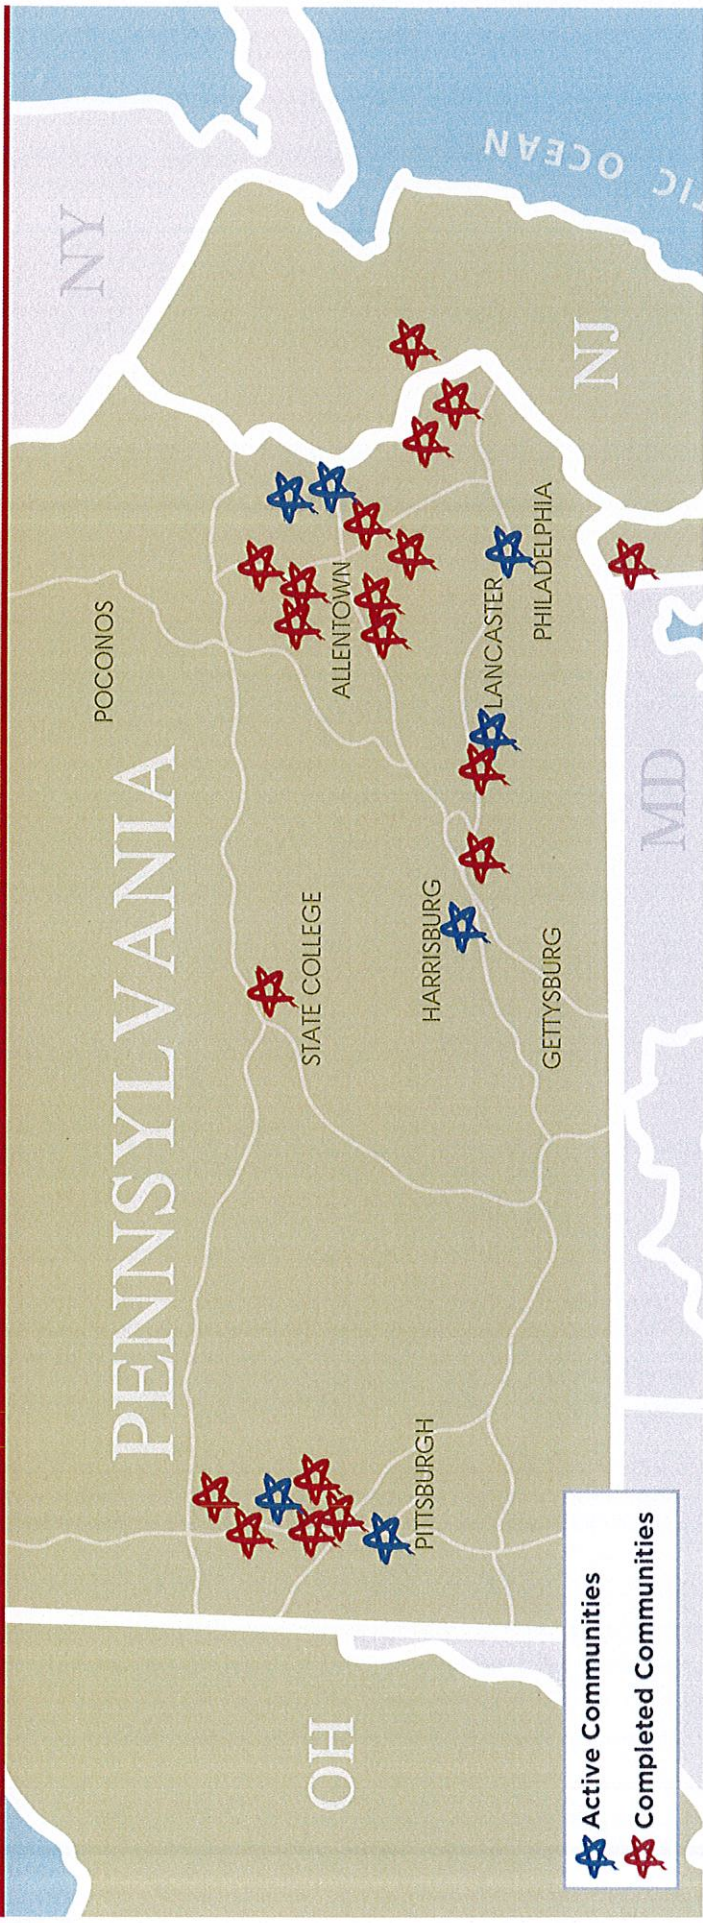 NY
POCONOS
PENNSYLVANIA
STATE COLLEGE
ALLENTOWN
HARRISBURG
LANCASTER
PHILADELPHIA
GETTYSBURG
PITTSBURGH
OH
NJ
MD
TIC OCEAN
Active Communities
Completed Communities